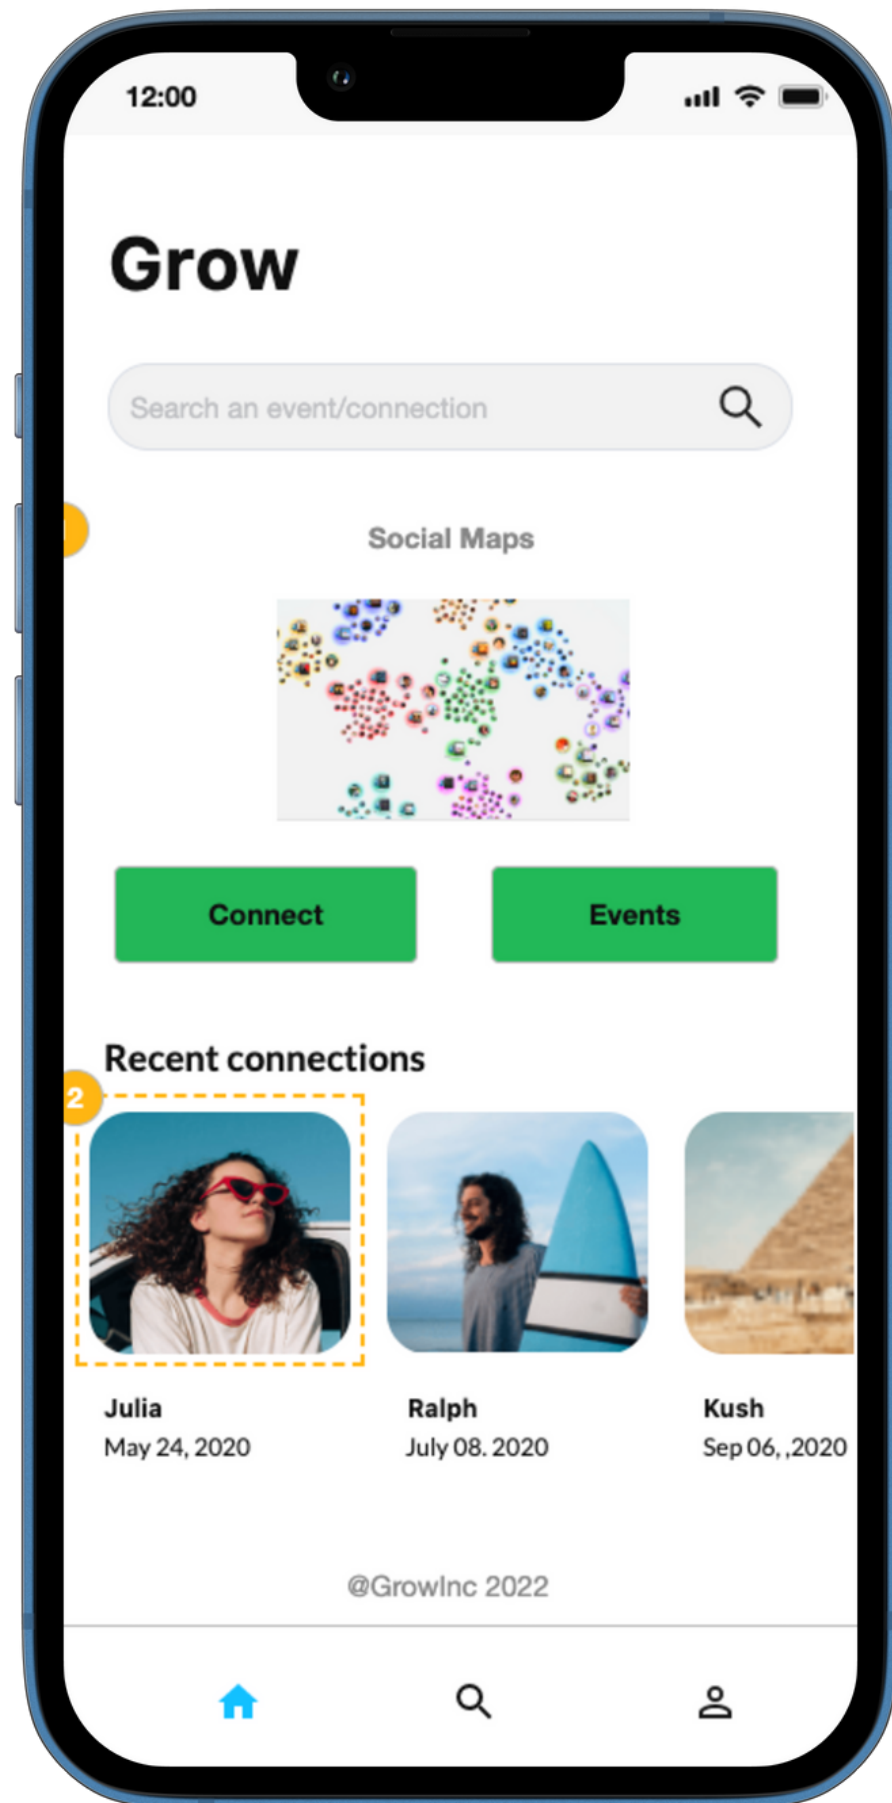 12:00
Grow
Search an event/connection
Social Maps
Connect
Events
Recent connections
2
Julia
May 24, 2020
Ralph
July 08. 2020
Kush
Sep 06, ,2020
@GrowInc 2022